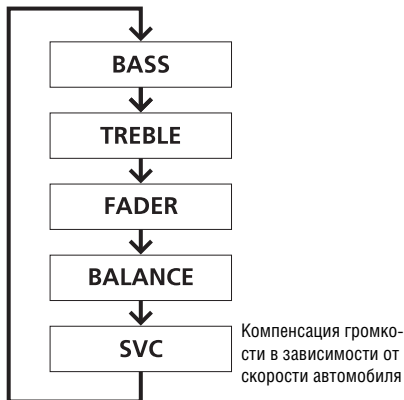 BASS
TREBLE
FADER
BALANCE
SVC
Компенсация громко-
сти в зависимости от
скорости автомобиля